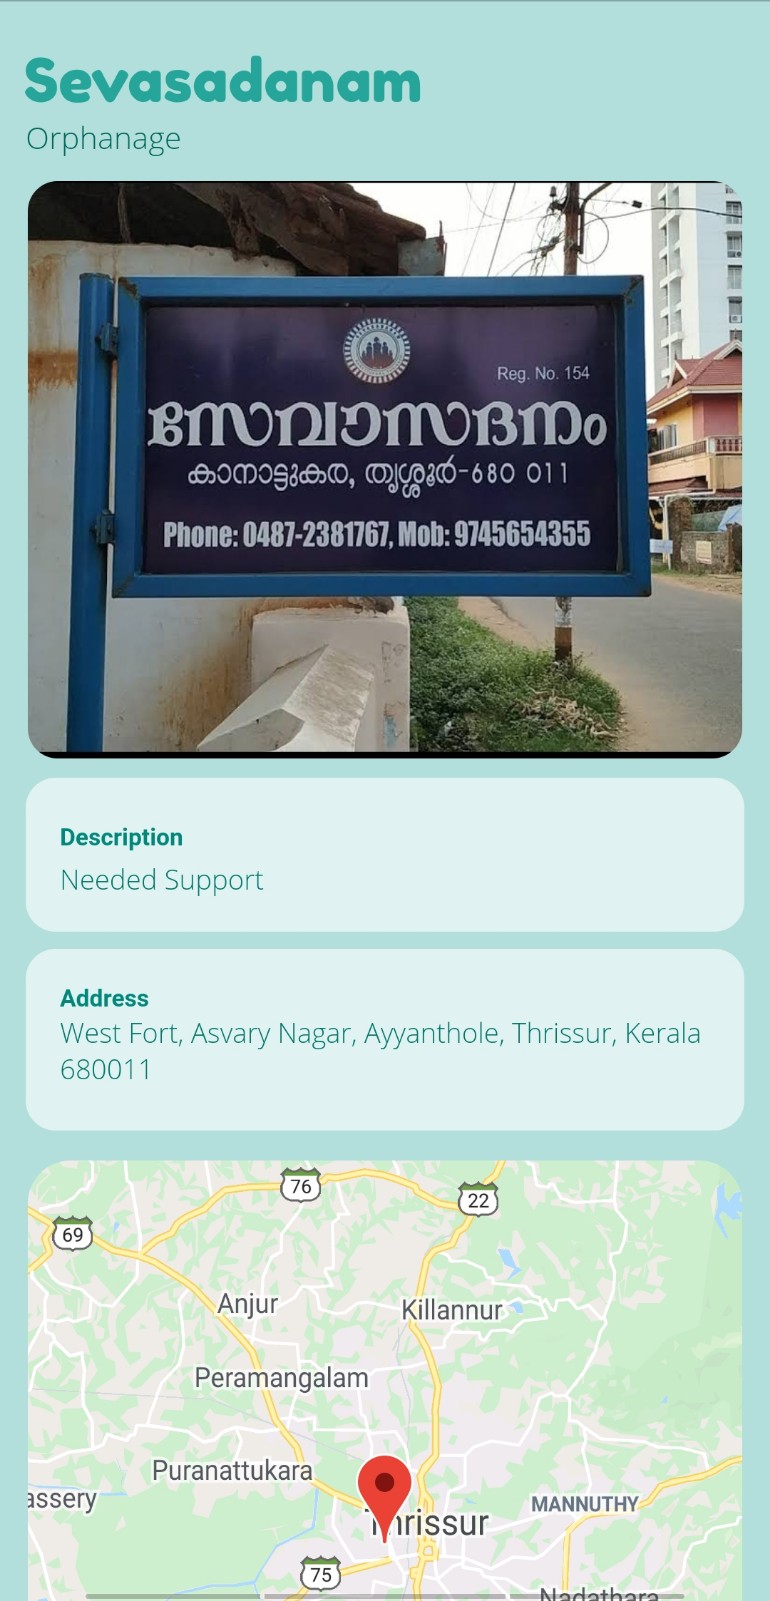 Sevasadanam
Orphanage
Reg. No. 154
സേവാസദനം
കാനാട്ടുകര, തൃശ്ശൂർ-680 011
Phone: 0487-2381767, Mob: 9745654355
Description
Needed Support
Address
West Fort, Asvary Nagar, Ayyanthole, Thrissur, Kerala
680011
76
22
69
Anjur
Killannur
Peramangalam
Puranattukara
assery
MANNUTHY
Thrissur
75
Nadathara